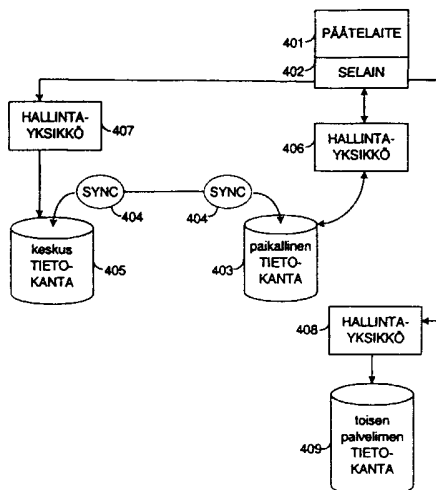 401
PÄÄTELAITE
402
SELAIN
HALLINTA-
YKSIKKÖ
407
HALLINTA-
YKSIKKÖ
406
SYNC
404
SYNC
404
keskus
TIETO-
KANTA
405
paikallinen
TIETO-
KANTA
403
408
HALLINTA-
YKSIKKÖ
toisen
palvelimen
TIETO-
KANTA
409